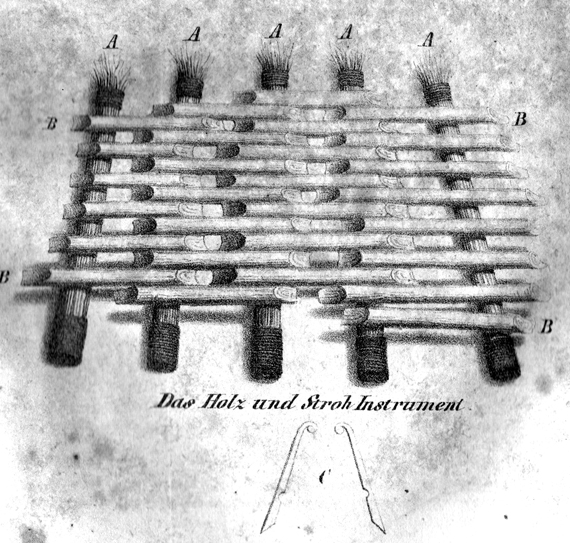 A A A A A
B B
B
B
Das Holz und Stroh Instrument.
C